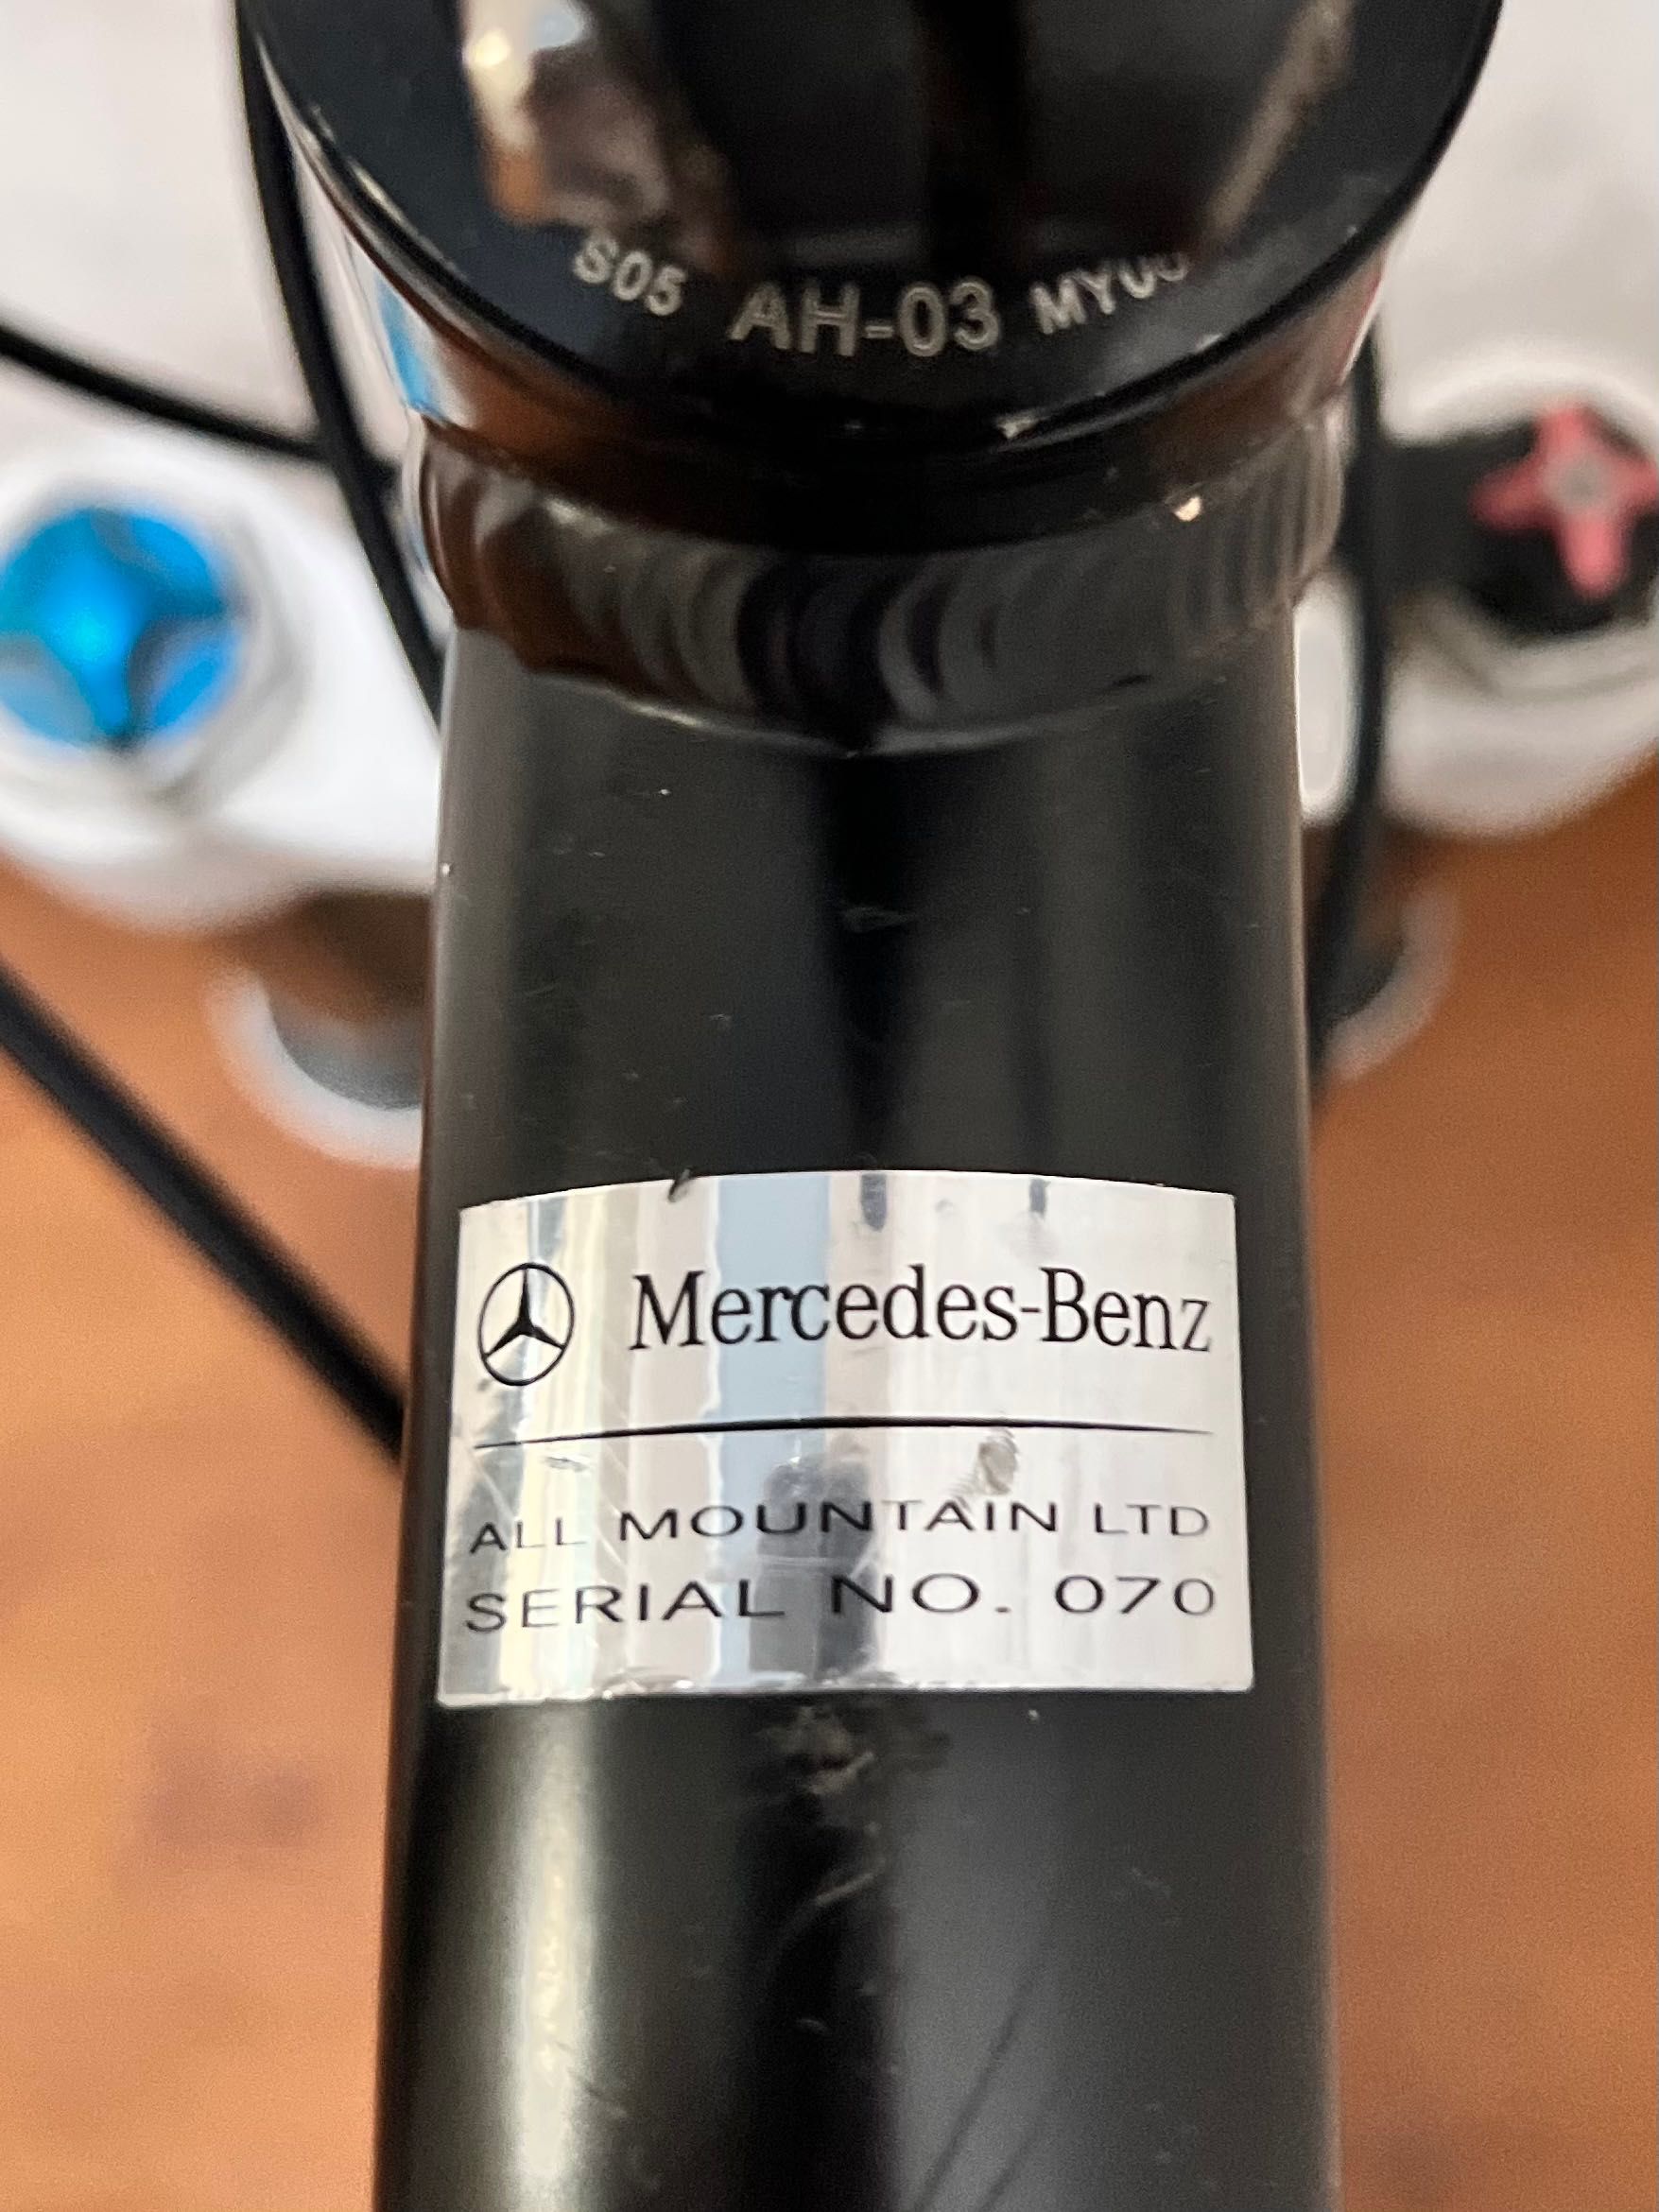 S05 AH-03
Mercedes-Benz
ALL MOUNTAIN LTD
SERIAL NO. 070